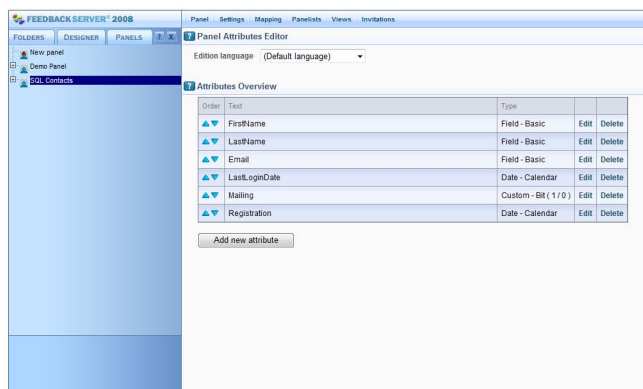 FEEDBACK SERVER® 2008
Panel Settings Mapping Panelists Views Invitations
FOLDERS DESIGNER PANELS ? X
New panel
Demo Panel
SQL Contacts
? Panel Attributes Editor
Edition language (Default language)
? Attributes Overview
Order Text Type
FirstName Field - Basic Edit Delete
LastName Field - Basic Edit Delete
Email Field - Basic Edit Delete
LastLoginDate Date - Calendar Edit Delete
Mailing Custom - Bit ( 1 / 0 ) Edit Delete
Registration Date - Calendar Edit Delete
Add new attribute